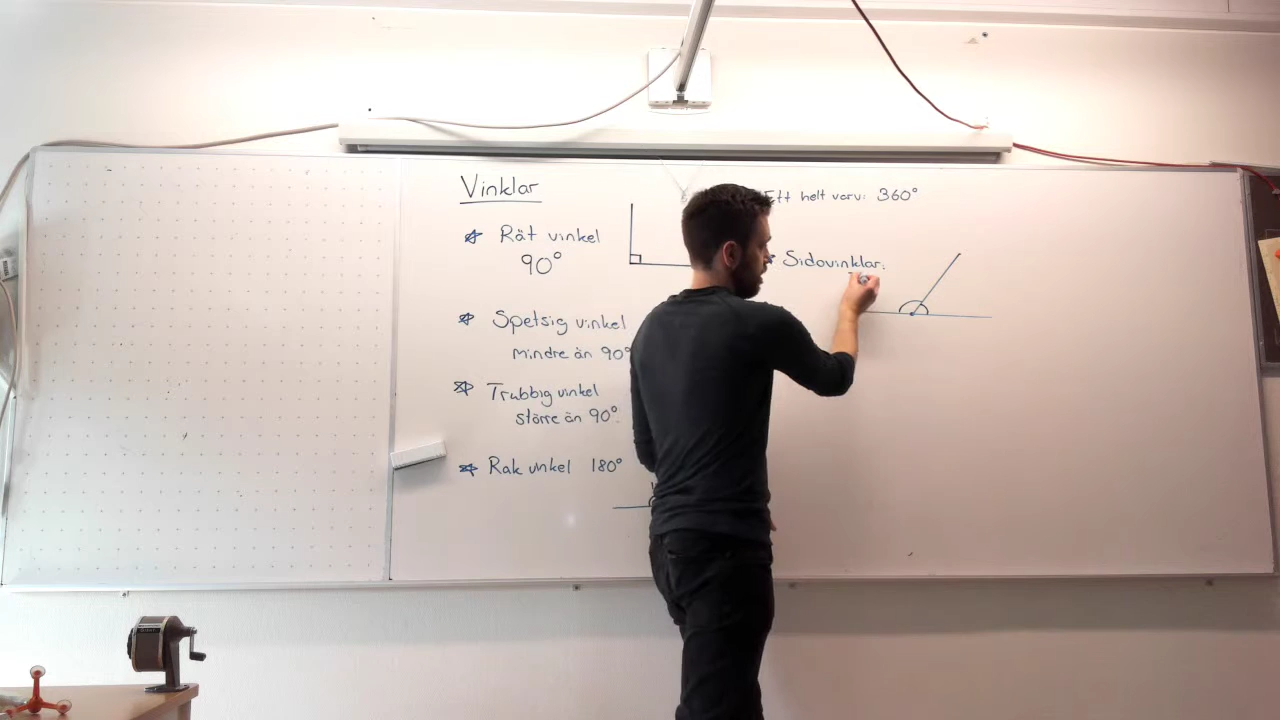 Vinklar
Rät vinkel
90°
Spetsig vinkel
mindre än 90°
Trubbig vinkel
större än 90°.
Rak vinkel 180°
Ett helt varv: 360°
Sidovinklar: